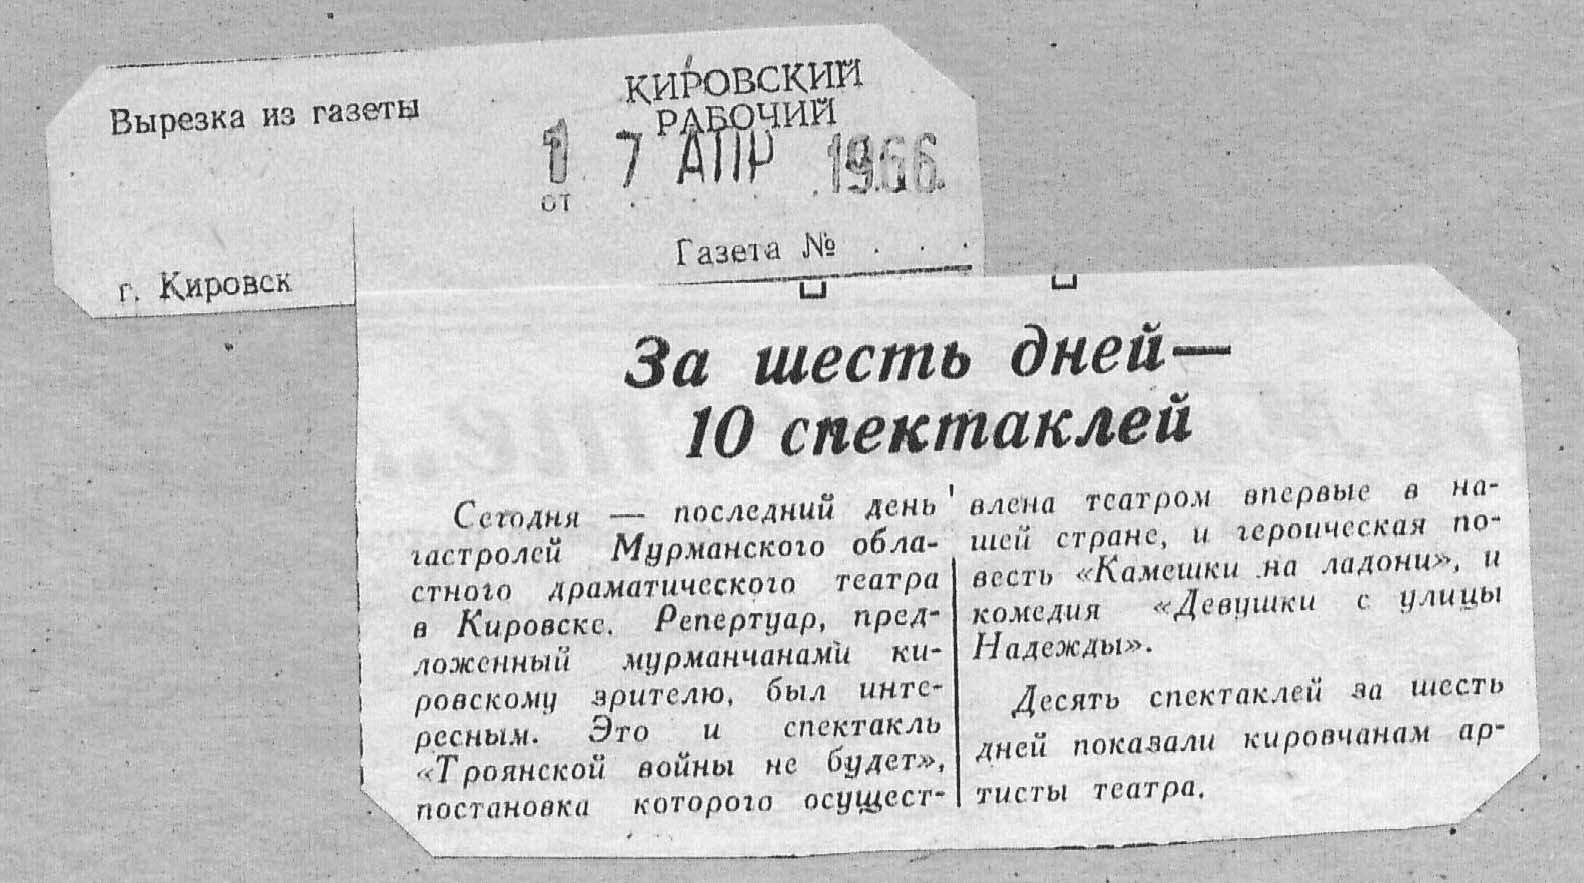 Вырезка из газеты
КИРОВСКИЙ
РАБОЧИЙ
1 7 АПР 1966
от . . . . .
Газета № . . .
г. Кировск
За шесть дней—
10 спектаклей
Сегодня — последний день
гастролей Мурманского обла-
стного драматического театра
в Кировске. Репертуар, пред-
ложенный мурманчанами ки-
ровскому зрителю, был инте-
ресным. Это и спектакль
«Троянской войны не будет»,
постановка которого осущест-
влена театром впервые в на-
шей стране, и героическая по-
весть «Камешки на ладони», и
комедия «Девушки с улицы
Надежды».
Десять спектаклей за шесть
дней показали кировчанам ар-
тисты театра.